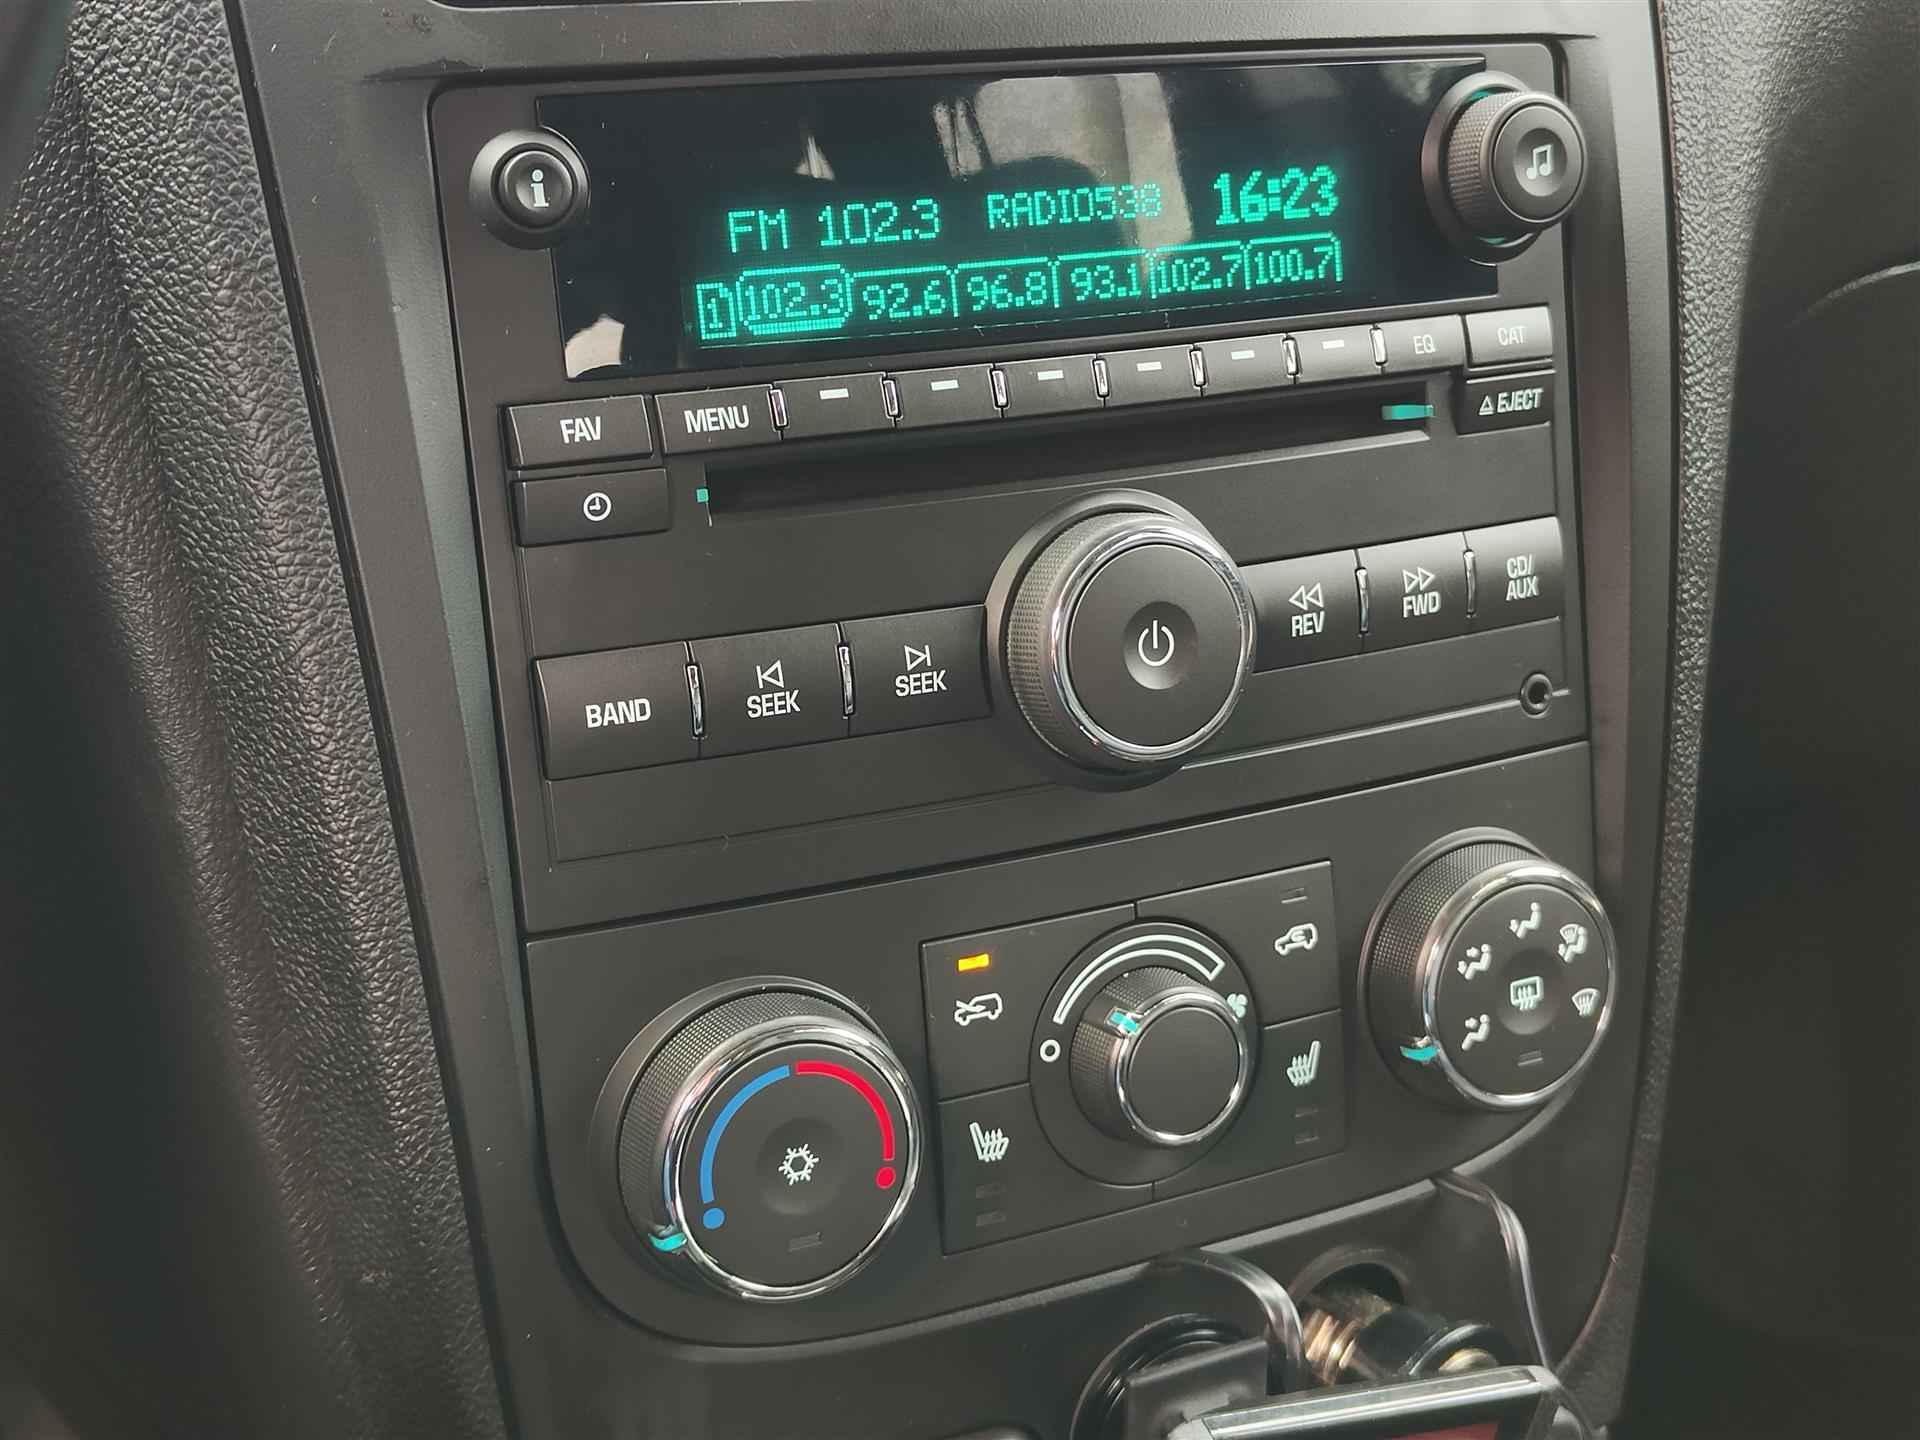 FM 102.3 RADIO538 16:23
1 102.3 92.6 96.8 93.1 102.7 100.7
FAV MENU EQ CAT
EJECT
BAND SEEK SEEK REV FWD CD/
AUX